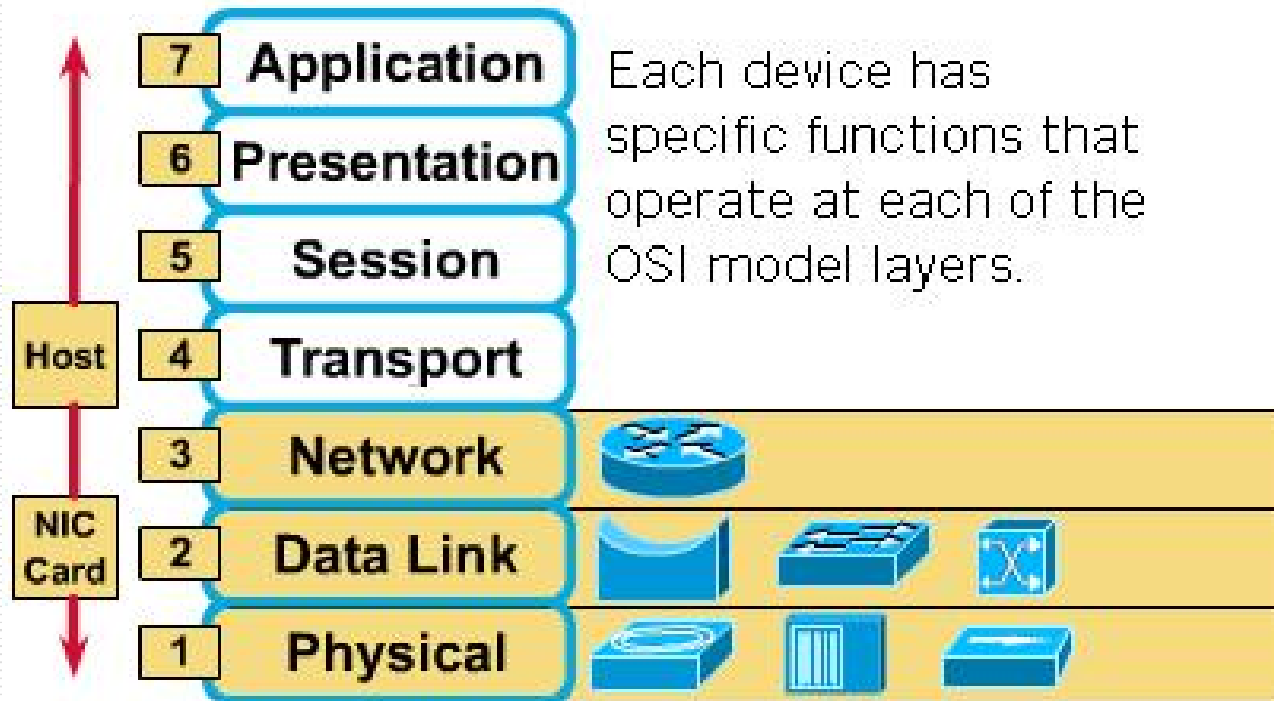 7 Application
6 Presentation
5 Session
4 Transport
3 Network
2 Data Link
1 Physical
Host
NIC
Card
Each device has
specific functions that
operate at each of the
OSI model layers.